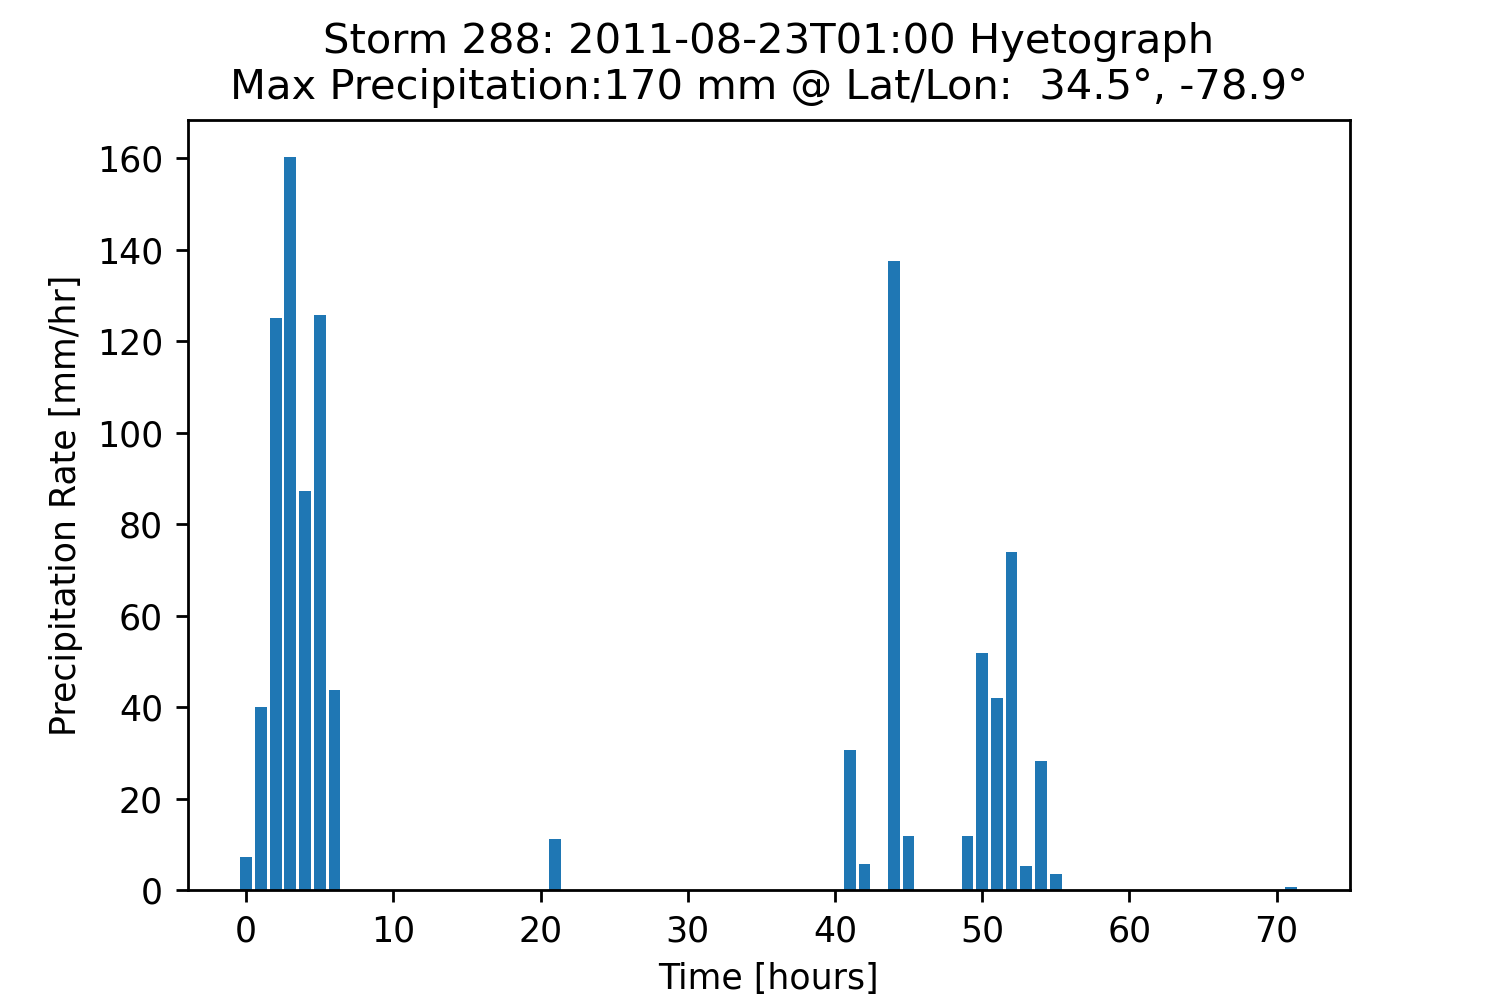 Storm 288: 2011-08-23T01:00 Hyetograph
Max Precipitation:170 mm @ Lat/Lon:  34.5°, -78.9°
Precipitation Rate [mm/hr]
160
140
120
100
80
60
40
20
0
0 10 20 30 40 50 60 70
Time [hours]